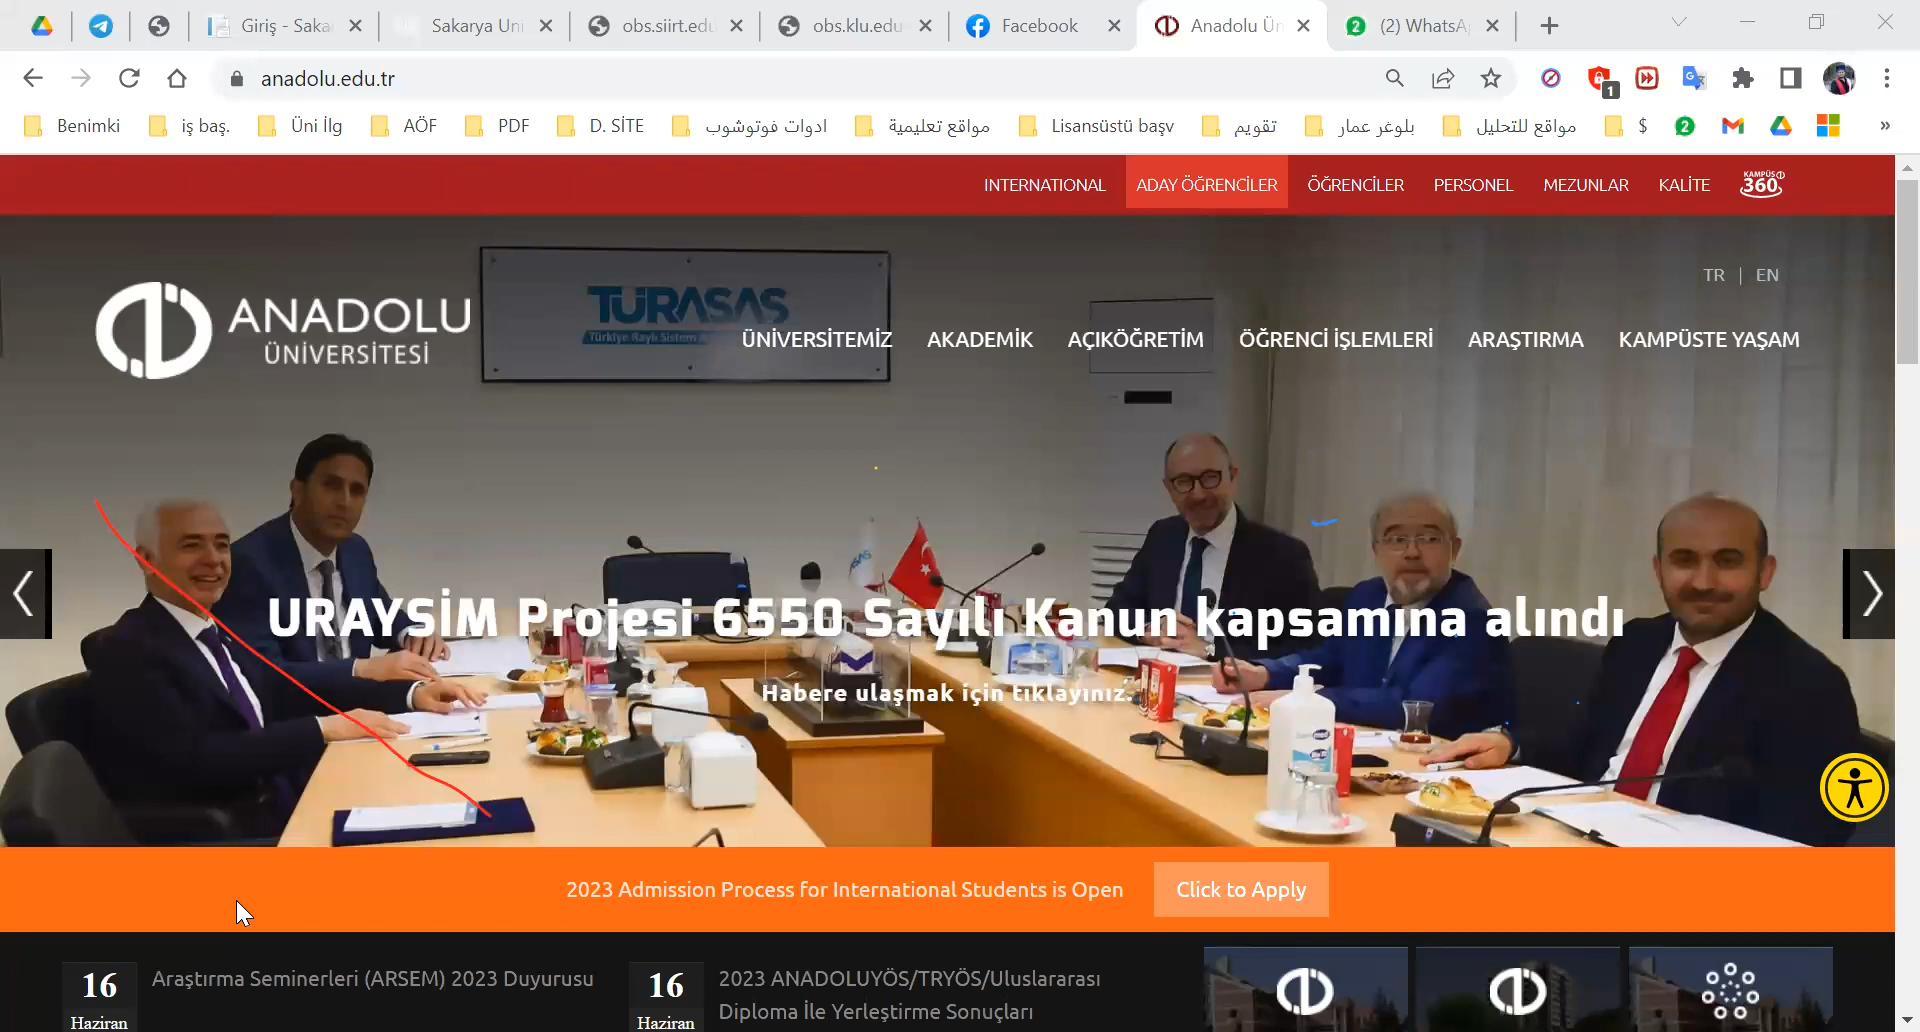 Giriş - Saka
Sakarya Uni
obs.siirt.edu
obs.klu.edu
Facebook
Anadolu Ün
(2) WhatsA
anadolu.edu.tr
1
Benimki
iş baş.
Üni İlg
AÖF
PDF
D. SİTE
ادوات فوتوشوب
مواقع تعليمية
Lisansüstü başv
تقويم
بلوغر عمار
مواقع للتحليل
$
2
»
INTERNATIONAL
ADAY ÖĞRENCİLER
ÖĞRENCİLER
PERSONEL
MEZUNLAR
KALİTE
KAMPÜS
360
TR | EN
ANADOLU
ÜNİVERSİTESİ
TÜRASAŞ
Türkiye Raylı Sistem
ÜNİVERSİTEMİZ
AKADEMİK
AÇIKÖĞRETİM
ÖĞRENCİ İŞLEMLERİ
ARAŞTIRMA
KAMPÜSTE YAŞAM
URAYSİM Projesi 6550 Sayılı Kanun kapsamına alındı
Habere ulaşmak için tıklayınız.
2023 Admission Process for International Students is Open
Click to Apply
16
Haziran
Araştırma Seminerleri (ARSEM) 2023 Duyurusu
16
Haziran
2023 ANADOLUYÖS/TRYÖS/Uluslararası
Diploma İle Yerleştirme Sonuçları